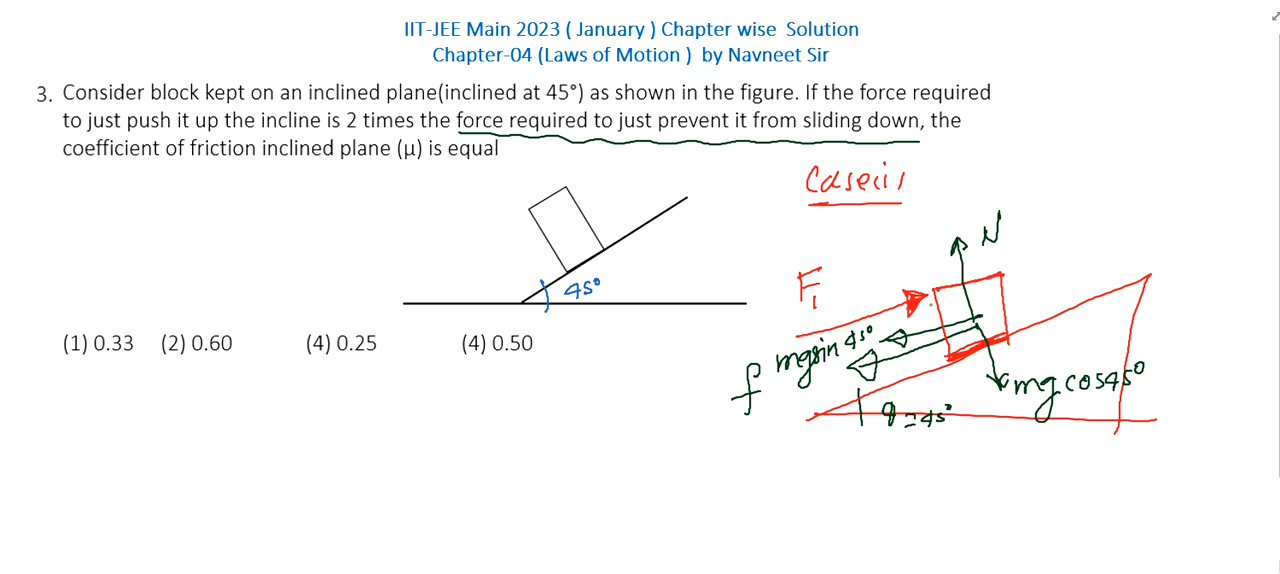 IIT-JEE Main 2023 ( January ) Chapter wise Solution
Chapter-04 (Laws of Motion ) by Navneet Sir
3. Consider block kept on an inclined plane(inclined at 45°) as shown in the figure. If the force required
to just push it up the incline is 2 times the force required to just prevent it from sliding down, the
coefficient of friction inclined plane (μ) is equal
Case
45°
(1) 0.33 (2) 0.60 (4) 0.25 (4) 0.50
N
F₁
mg sin 45°
f
mg cos45°
θ=45°